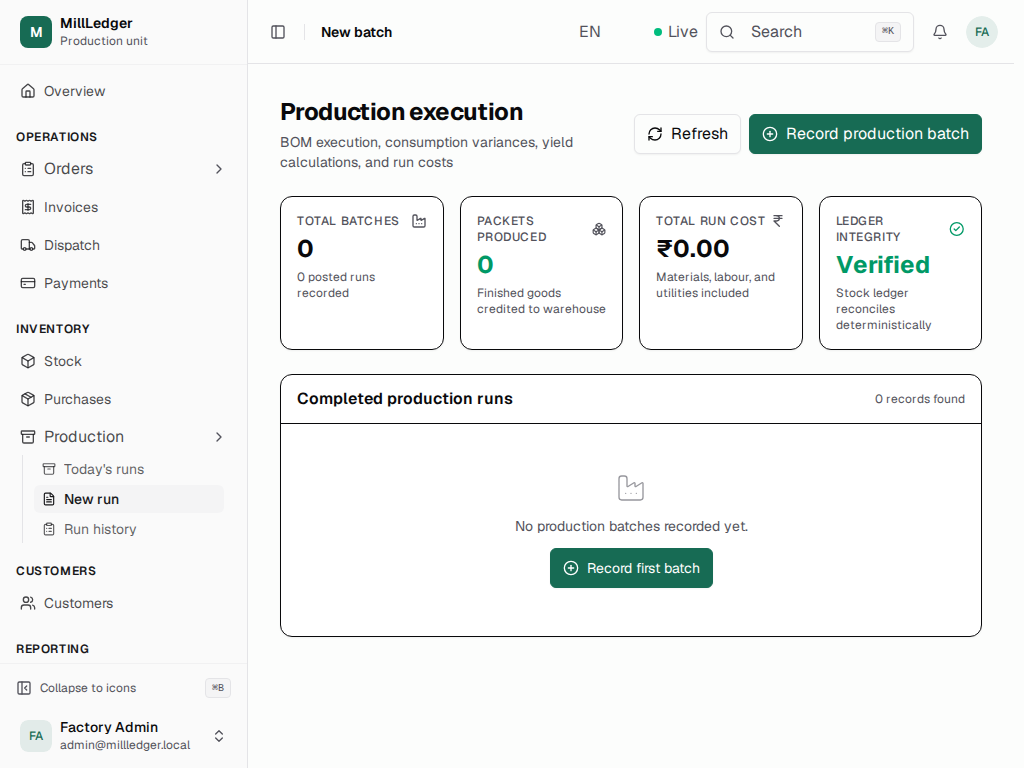 M
MillLedger
Production unit
Overview
OPERATIONS
Orders
Invoices
Dispatch
Payments
INVENTORY
Stock
Purchases
Production
Today's runs
New run
Run history
CUSTOMERS
Customers
REPORTING
Collapse to icons
⌘B
FA
Factory Admin
admin@millledger.local
New batch
EN
Live
Search
⌘K
FA
Production execution
BOM execution, consumption variances, yield
calculations, and run costs
Refresh
Record production batch
TOTAL BATCHES
0
0 posted runs
recorded
PACKETS
PRODUCED
0
Finished goods
credited to warehouse
TOTAL RUN COST ₹
₹0.00
Materials, labour, and
utilities included
LEDGER
INTEGRITY
Verified
Stock ledger
reconciles
deterministically
Completed production runs
0 records found
No production batches recorded yet.
Record first batch